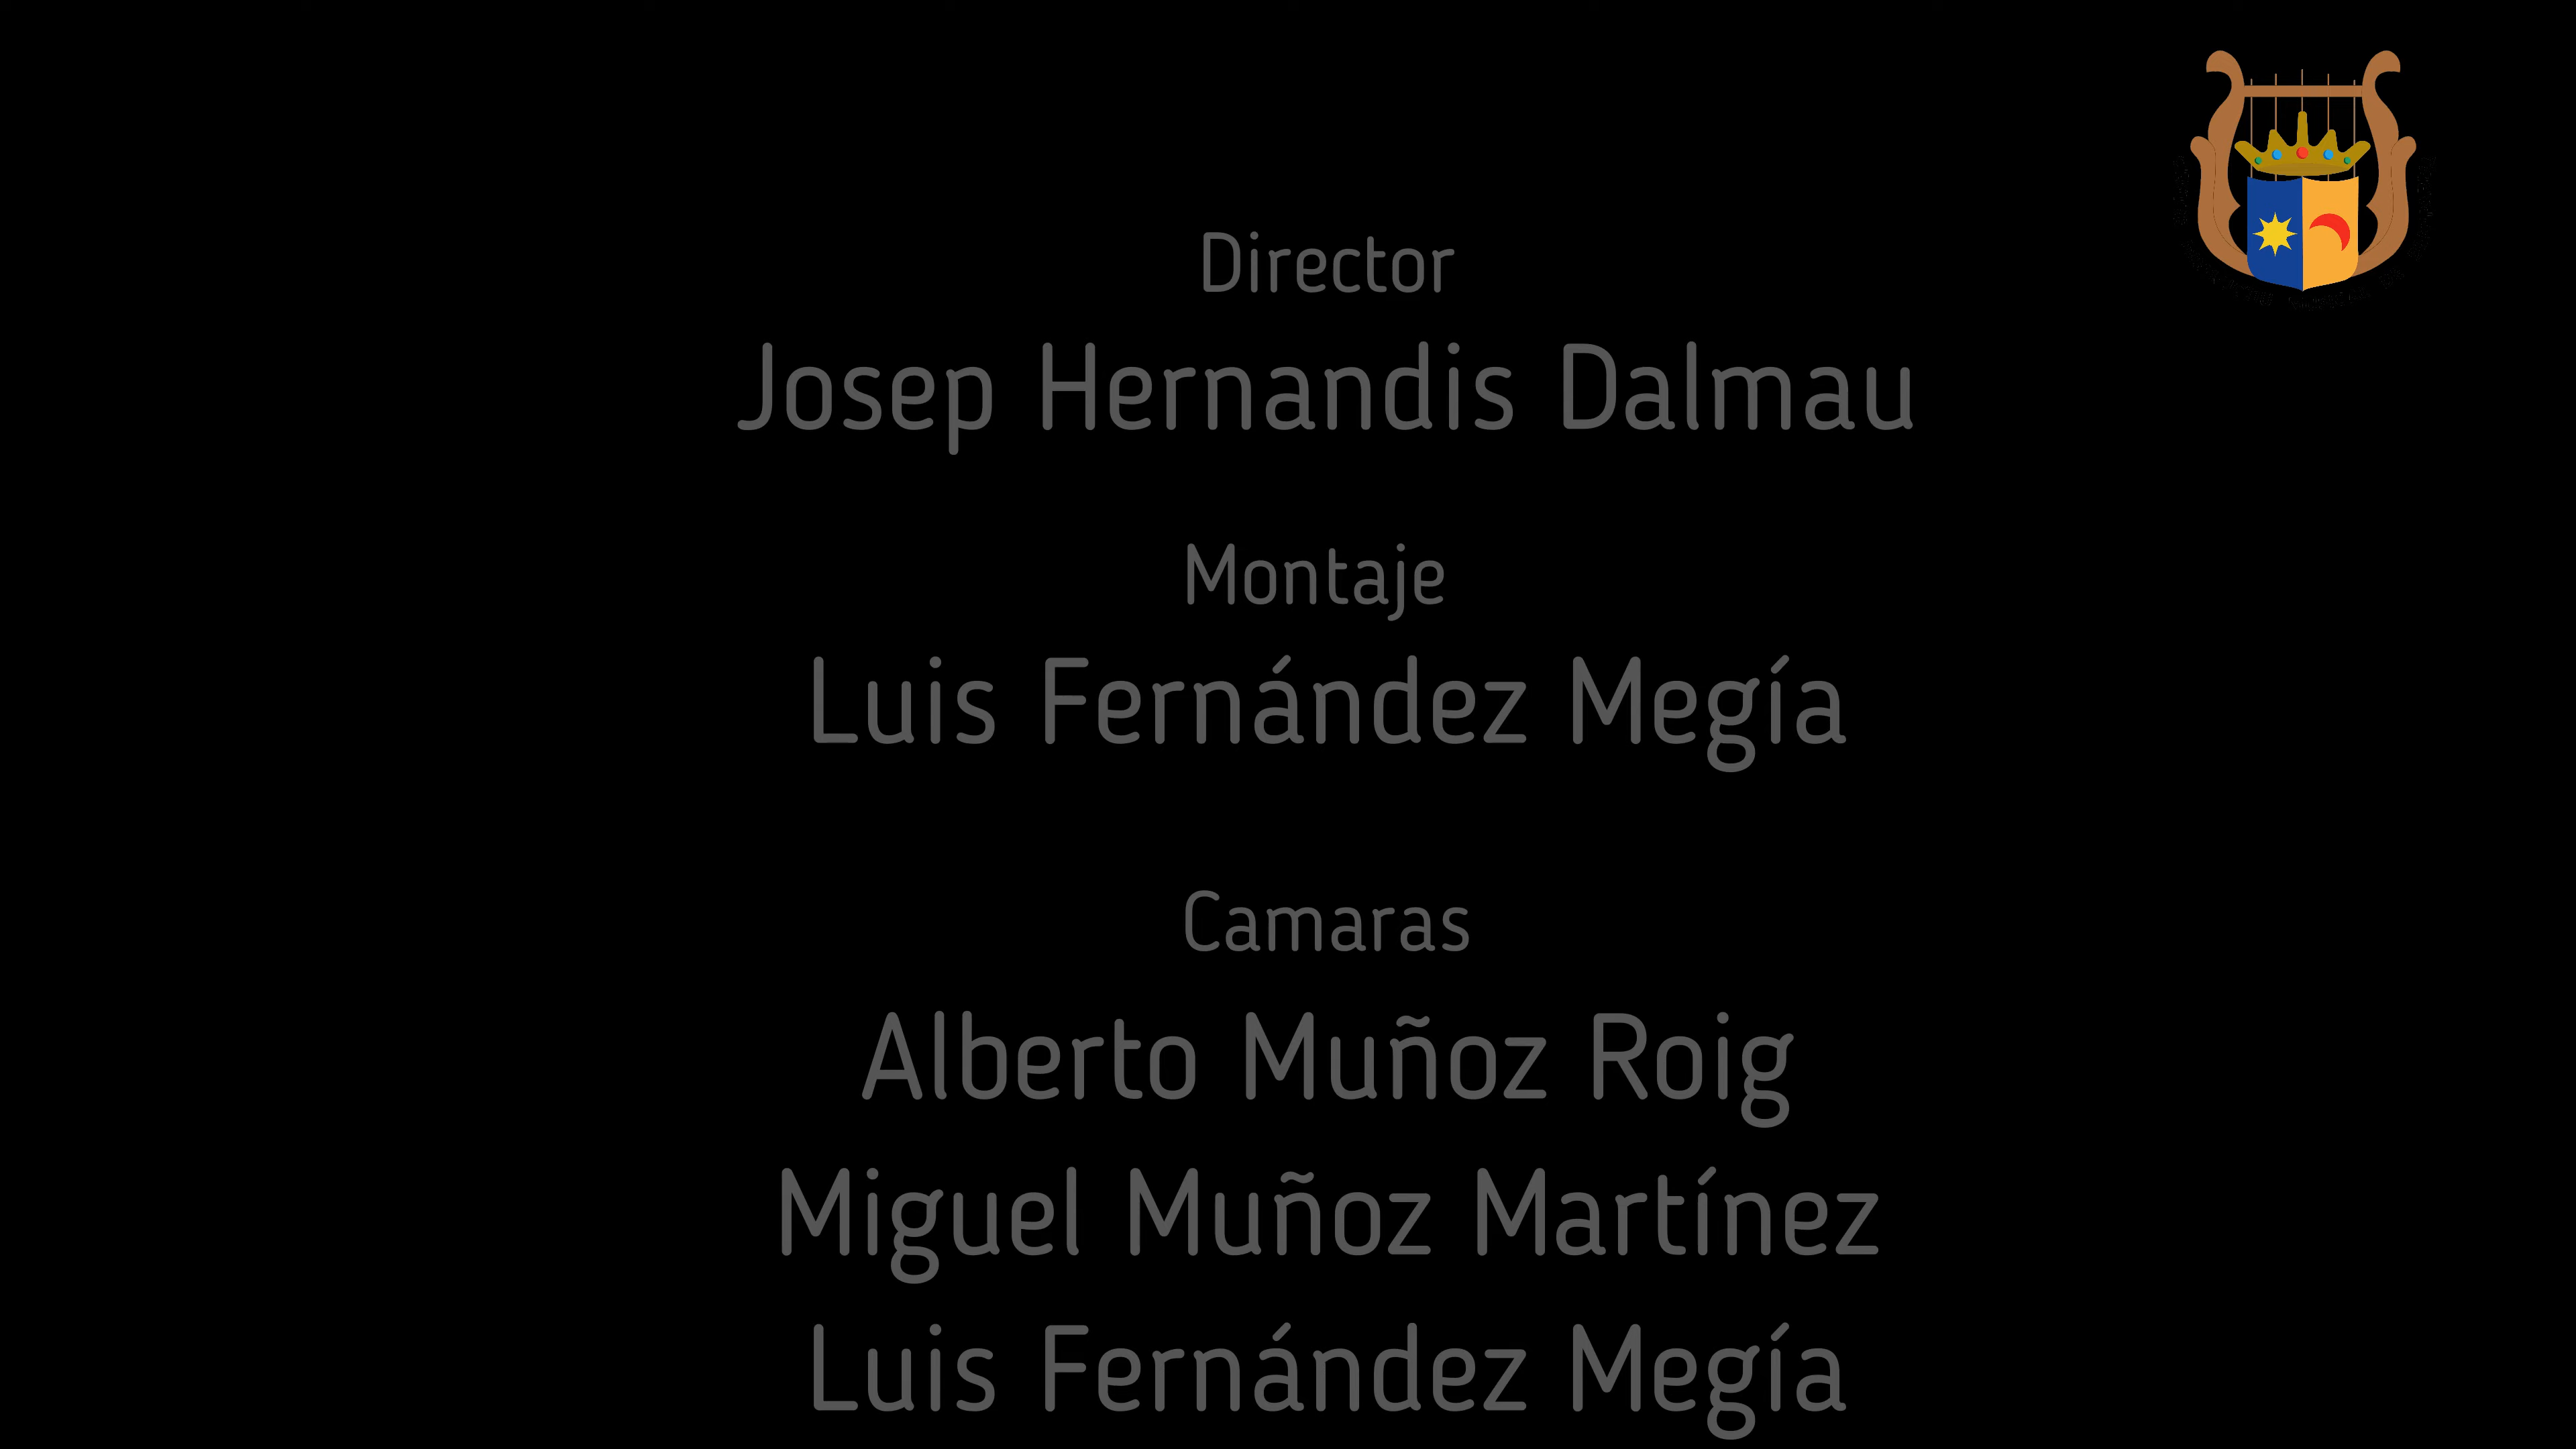 Director
Josep Hernandis Dalmau
Montaje
Luis Fernández Megía
Camaras
Alberto Muñoz Roig
Miguel Muñoz Martínez
Luis Fernández Megía